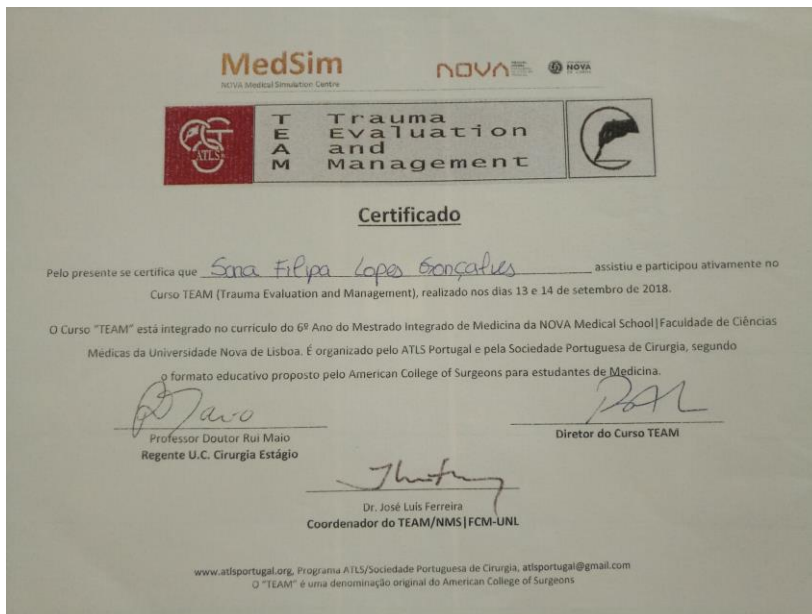 MedSim
NOVA Medical Simulation Centre
NOVA
NOVA
T Trauma
E Evaluation
A and
M Management
ATLS
Certificado
Pelo presente se certifica que Sana Filipa Lopes Gonçalves assistiu e participou ativamente no
Curso TEAM (Trauma Evaluation and Management), realizado nos dias 13 e 14 de setembro de 2018.
O Curso "TEAM" está integrado no currículo do 6º Ano do Mestrado Integrado de Medicina da NOVA Medical School|Faculdade de Ciências
Médicas da Universidade Nova de Lisboa. É organizado pelo ATLS Portugal e pela Sociedade Portuguesa de Cirurgia, segundo
o formato educativo proposto pelo American College of Surgeons para estudantes de Medicina.
Professor Doutor Rui Maio
Regente U.C. Cirurgia Estágio
Diretor do Curso TEAM
Dr. José Luis Ferreira
Coordenador do TEAM/NMS|FCM-UNL
www.atlsportugal.org, Programa ATLS/Sociedade Portuguesa de Cirurgia, atlsportugal@gmail.com
O "TEAM" é uma denominação original do American College of Surgeons